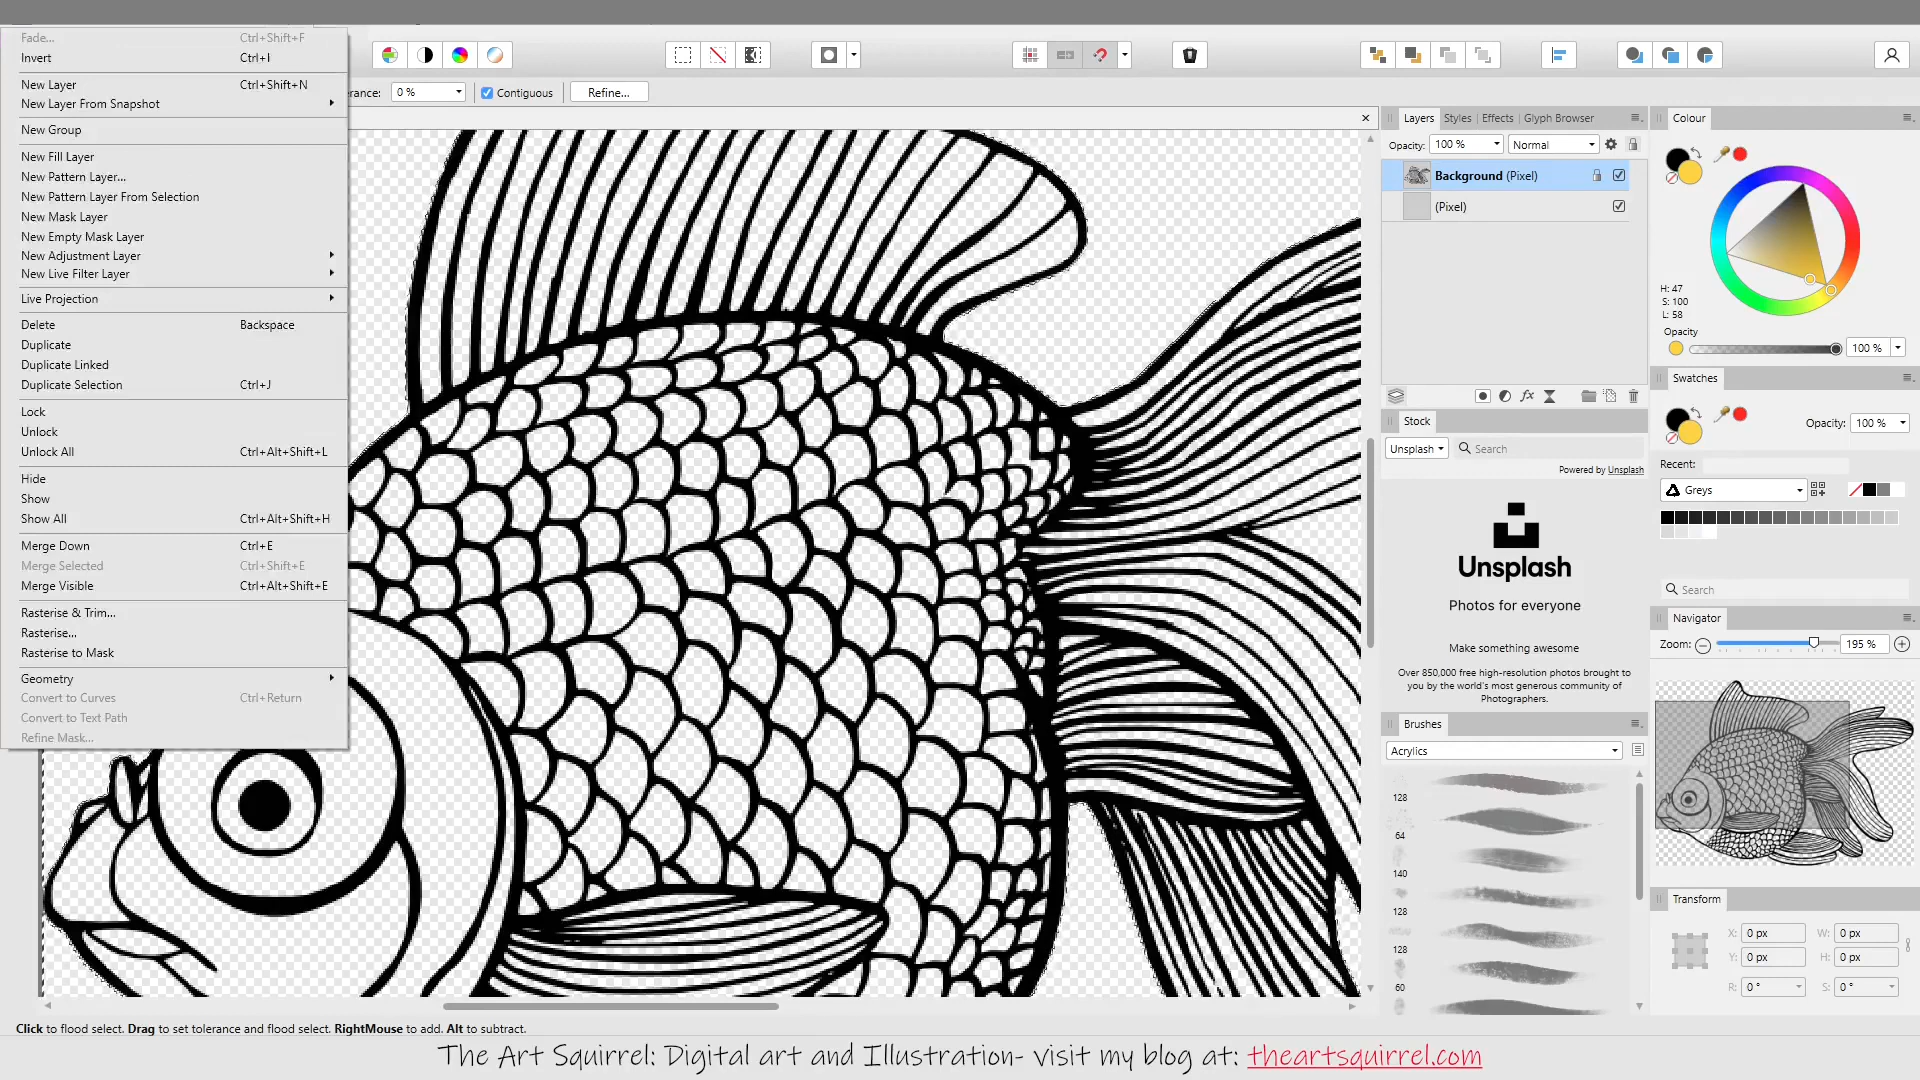 Fade... Ctrl+Shift+F
Invert Ctrl+I
New Layer Ctrl+Shift+N
New Layer From Snapshot
New Group
New Fill Layer
New Pattern Layer...
New Pattern Layer From Selection
New Mask Layer
New Empty Mask Layer
New Adjustment Layer
New Live Filter Layer
Live Projection
Delete Backspace
Duplicate
Duplicate Linked
Duplicate Selection Ctrl+J
Lock
Unlock
Unlock All Ctrl+Alt+Shift+L
Hide
Show
Show All Ctrl+Alt+Shift+H
Merge Down Ctrl+E
Merge Selected Ctrl+Shift+E
Merge Visible Ctrl+Alt+Shift+E
Rasterise & Trim...
Rasterise...
Rasterise to Mask
Geometry
Convert to Curves Ctrl+Return
Convert to Text Path
Refine Mask...
rance: 0 % Contiguous Refine...
Layers Styles Effects Glyph Browser
Opacity: 100 % Normal
Background (Pixel)
(Pixel)
Stock
Unsplash Search
Powered by Unsplash
Unsplash
Photos for everyone
Make something awesome
Over 850,000 free high-resolution photos brought to
you by the world's most generous community of
Photographers.
Brushes
Acrylics
128
64
140
128
128
60
Colour
H: 47
S: 100
L: 58
Opacity
100 %
Swatches
Opacity: 100 %
Recent:
Greys
Search
Navigator
Zoom: 195 %
Transform
X: 0 px W: 0 px
Y: 0 px H: 0 px
R: 0 ° S: 0 °
Click to flood select. Drag to set tolerance and flood select. RightMouse to add. Alt to subtract.
The Art Squirrel: Digital art and Illustration- visit my blog at: theartsquirrel.com